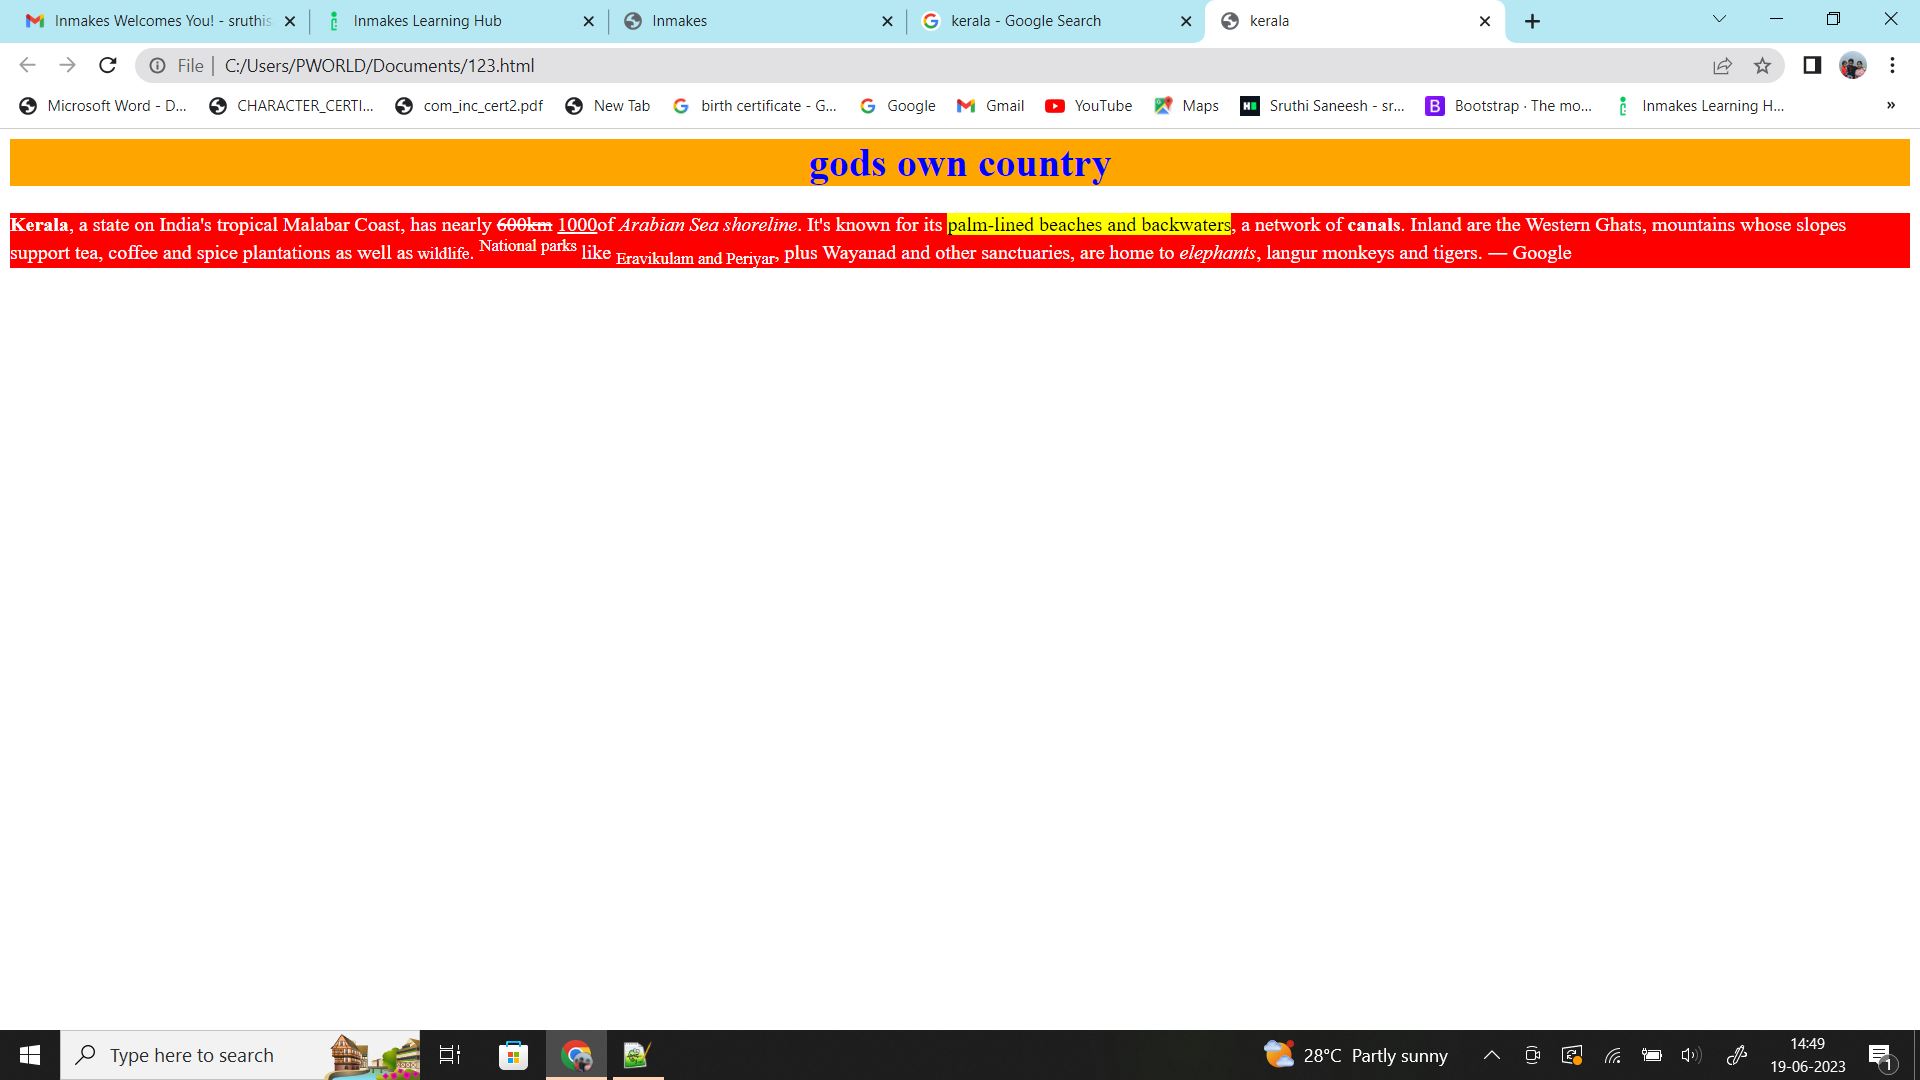 Inmakes Welcomes You! - sruthis
Inmakes Learning Hub
Inmakes
kerala - Google Search
kerala
File | C:/Users/PWORLD/Documents/123.html
Microsoft Word - D...
CHARACTER_CERTI...
com_inc_cert2.pdf
New Tab
birth certificate - G...
Google
Gmail
YouTube
Maps
Sruthi Saneesh - sr...
Bootstrap · The mo...
Inmakes Learning H...
»
gods own country
Kerala, a state on India's tropical Malabar Coast, has nearly 600km 1000of Arabian Sea shoreline. It's known for its palm-lined beaches and backwaters, a network of canals. Inland are the Western Ghats, mountains whose slopes
support tea, coffee and spice plantations as well as wildlife. National parks like Eravikulam and Periyar, plus Wayanad and other sanctuaries, are home to elephants, langur monkeys and tigers. — Google
Type here to search
28°C Partly sunny
14:49
19-06-2023
1